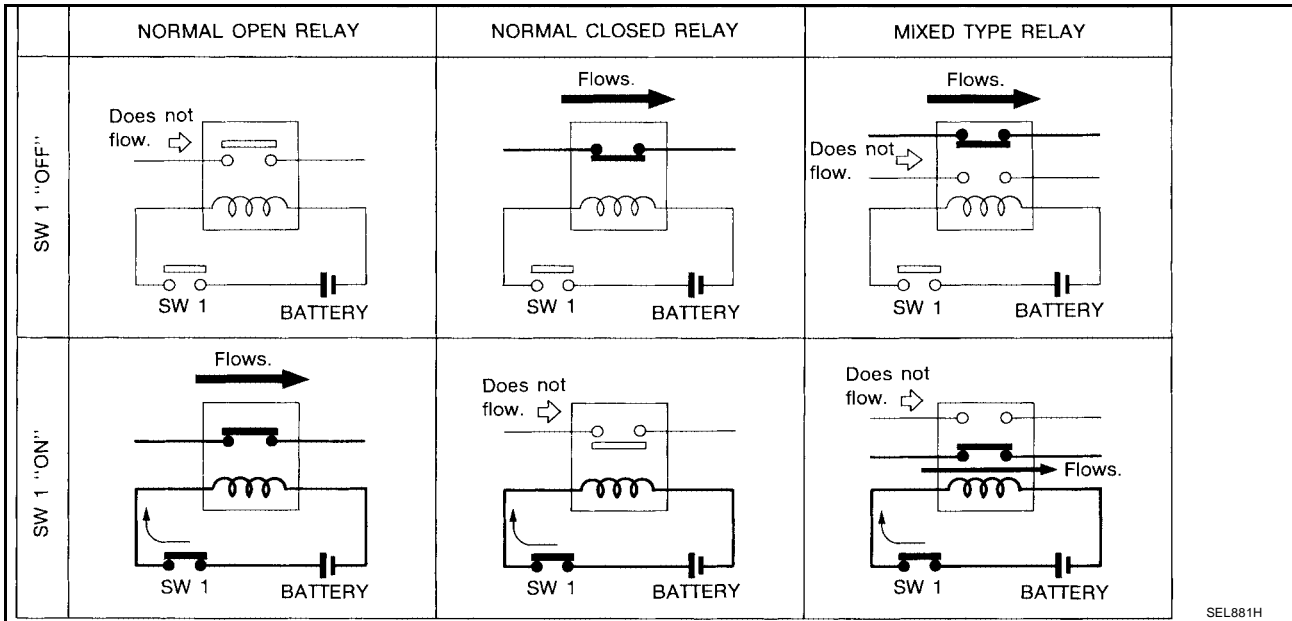 NORMAL OPEN RELAY
NORMAL CLOSED RELAY
MIXED TYPE RELAY
SW 1 "OFF"
Does not
flow.
SW 1
BATTERY
Flows.
SW 1
BATTERY
Flows.
Does not
flow.
SW 1
BATTERY
SW 1 "ON"
Flows.
SW 1
BATTERY
Does not
flow.
SW 1
BATTERY
Does not
flow.
Flows.
SW 1
BATTERY
SEL881H